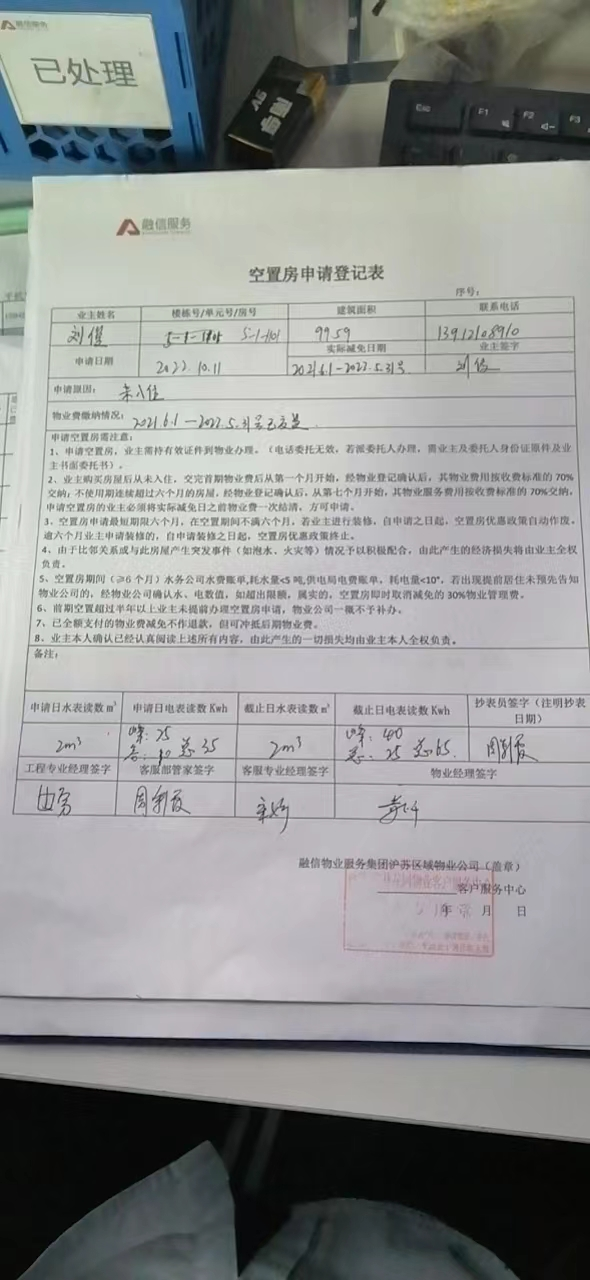 融信服务
已处理
A5
Esc F1 F2 F3
融信服务
空置房申请登记表
序号:
业主姓名 楼栋号/单元号/房号 建筑面积 联系电话
刘俊 5-1-1101 9959 13912108910
申请日期 2022.10.11 实际减免日期 业主签字
2021.6.1-2022.5.31号 刘俊
申请原因: 未入住
物业费缴纳情况: 2021.6.1-2022.5.31号已交是
申请空置房需注意:
1、申请空置房,业主需持有效证件到物业办理。(电话委托无效,若派委托人办理,需业主及委托人身份证原件及业
主书面委托书)。
2、业主购买房屋后从未入住,交完首期物业费后从第一个月开始,经物业登记确认后,其物业费用按收费标准的 70%
交纳;不使用期连续超过六个月的房屋,经物业登记确认后,从第七个月开始,其物业服务费用按收费标准的 70%交纳,
申请空置房的业主必须将实际减免日之前物业费一次结清,方可申请。
3、空置房申请最短期限六个月,在空置期间不满六个月,若业主进行装修,自申请之日起,空置房优惠政策自动作废。
逾六个月业主申请装修的,自申请装修之日起,空置房优惠政策终止。
4、由于比邻关系或与此房屋产生突发事件(如泡水、火灾等)情况予以积极配合,由此产生的经济损失将由业主全权
负责。
5、空置房期间(≥6 个月)水务公司水费账单,耗水量<5 吨,供电局电费账单,耗电量<10°,若出现提前居住未预先告知
物业公司的,经物业公司确认水、电数值,如超出限额,属实的,空置房即时取消减免的 30%物业管理费。
6、前期空置超过半年以上业主未提前办理空置房申请,物业公司一概不予补办。
7、已全额支付的物业费减免不作退款,但可冲抵后期物业费。
8、业主本人确认已经认真阅读上述所有内容,由此产生的一切损失均由业主本人全权负责。
备注:
申请日水表读数 m³ 申请日电表读数 Kwh 截止日水表读数 m³ 截止日电表读数 Kwh 抄表员签字(注明抄表
日期)
2m³ 峰:25 谷:10 总35 2m³ 峰:40 谷:25 总65 周新霞
工程专业经理签字 客服部管家签字 客服专业经理签字 物业经理签字
周新霞
融信物业服务集团沪苏区域物业公司(盖章)
客户服务中心
年 月 日